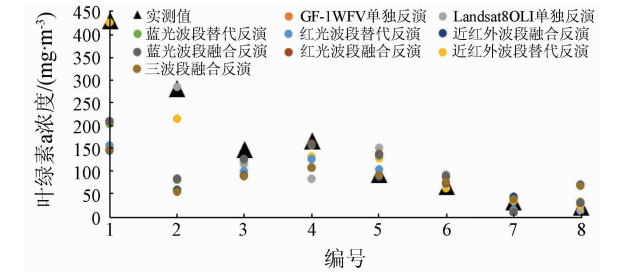 450
400
350
300
250
200
150
100
50
0
叶绿素a浓度/(mg·m-3)
实测值 GF-1WFV单独反演 Landsat8OLI单独反演
蓝光波段替代反演 红光波段替代反演 近红外波段融合反演
蓝光波段融合反演 红光波段融合反演 近红外波段替代反演
三波段融合反演
1 2 3 4 5 6 7 8
编号